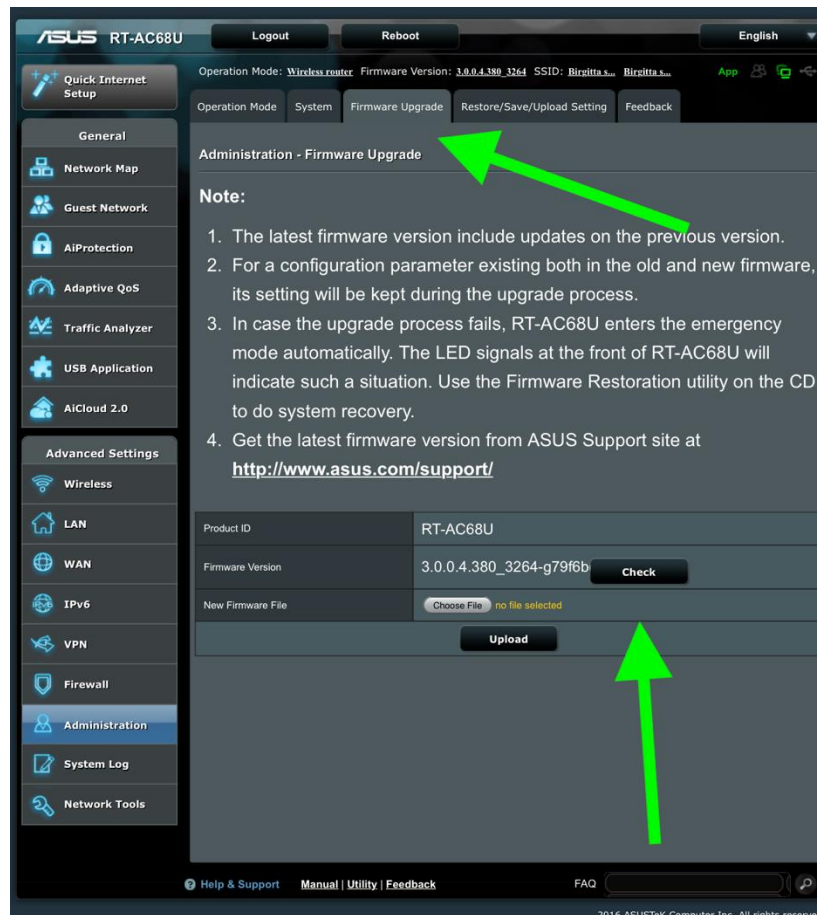 ASUS RT-AC68U Logout Reboot English
Quick Internet Setup
Operation Mode: Wireless router Firmware Version: 3.0.0.4.380_3264 SSID: Birgitta s... Birgitta s... App
Operation Mode System Firmware Upgrade Restore/Save/Upload Setting Feedback
General
Network Map
Guest Network
AiProtection
Adaptive QoS
Traffic Analyzer
USB Application
AiCloud 2.0
Advanced Settings
Wireless
LAN
WAN
IPv6
VPN
Firewall
Administration
System Log
Network Tools
Administration - Firmware Upgrade
Note:
1. The latest firmware version include updates on the previous version.
2. For a configuration parameter existing both in the old and new firmware,
its setting will be kept during the upgrade process.
3. In case the upgrade process fails, RT-AC68U enters the emergency
mode automatically. The LED signals at the front of RT-AC68U will
indicate such a situation. Use the Firmware Restoration utility on the CD
to do system recovery.
4. Get the latest firmware version from ASUS Support site at
http://www.asus.com/support/
Product ID RT-AC68U
Firmware Version 3.0.0.4.380_3264-g79f6b Check
New Firmware File Choose File no file selected
Upload
Help & Support Manual | Utility | Feedback FAQ
2016 ASUSTeK Computer Inc. All rights reserve